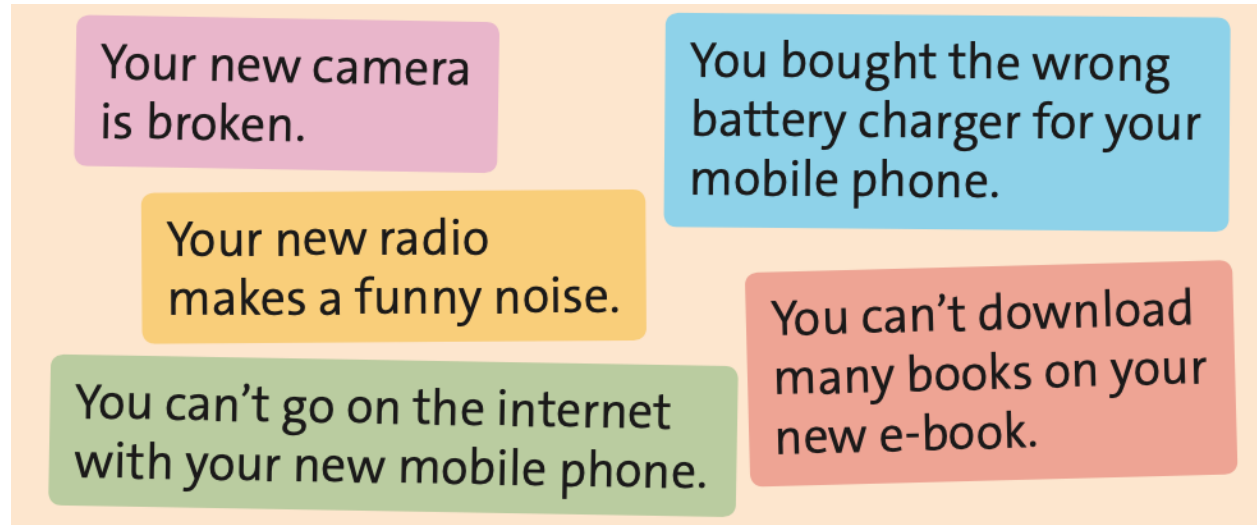 Your new camera
is broken.
You bought the wrong
battery charger for your
mobile phone.
Your new radio
makes a funny noise.
You can't download
many books on your
new e-book.
You can't go on the internet
with your new mobile phone.